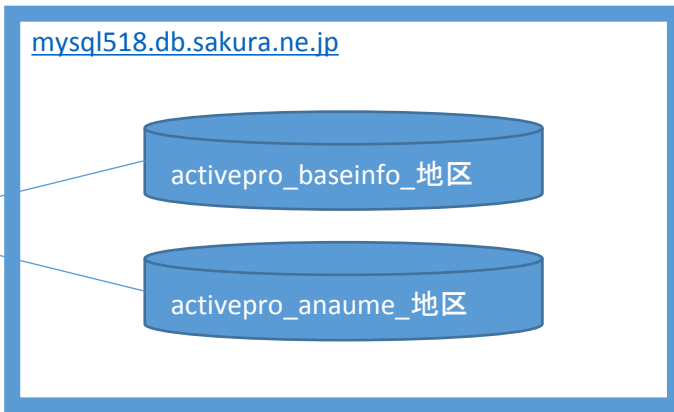 mysql518.db.sakura.ne.jp
activepro_baseinfo_地区
activepro_anaume_地区